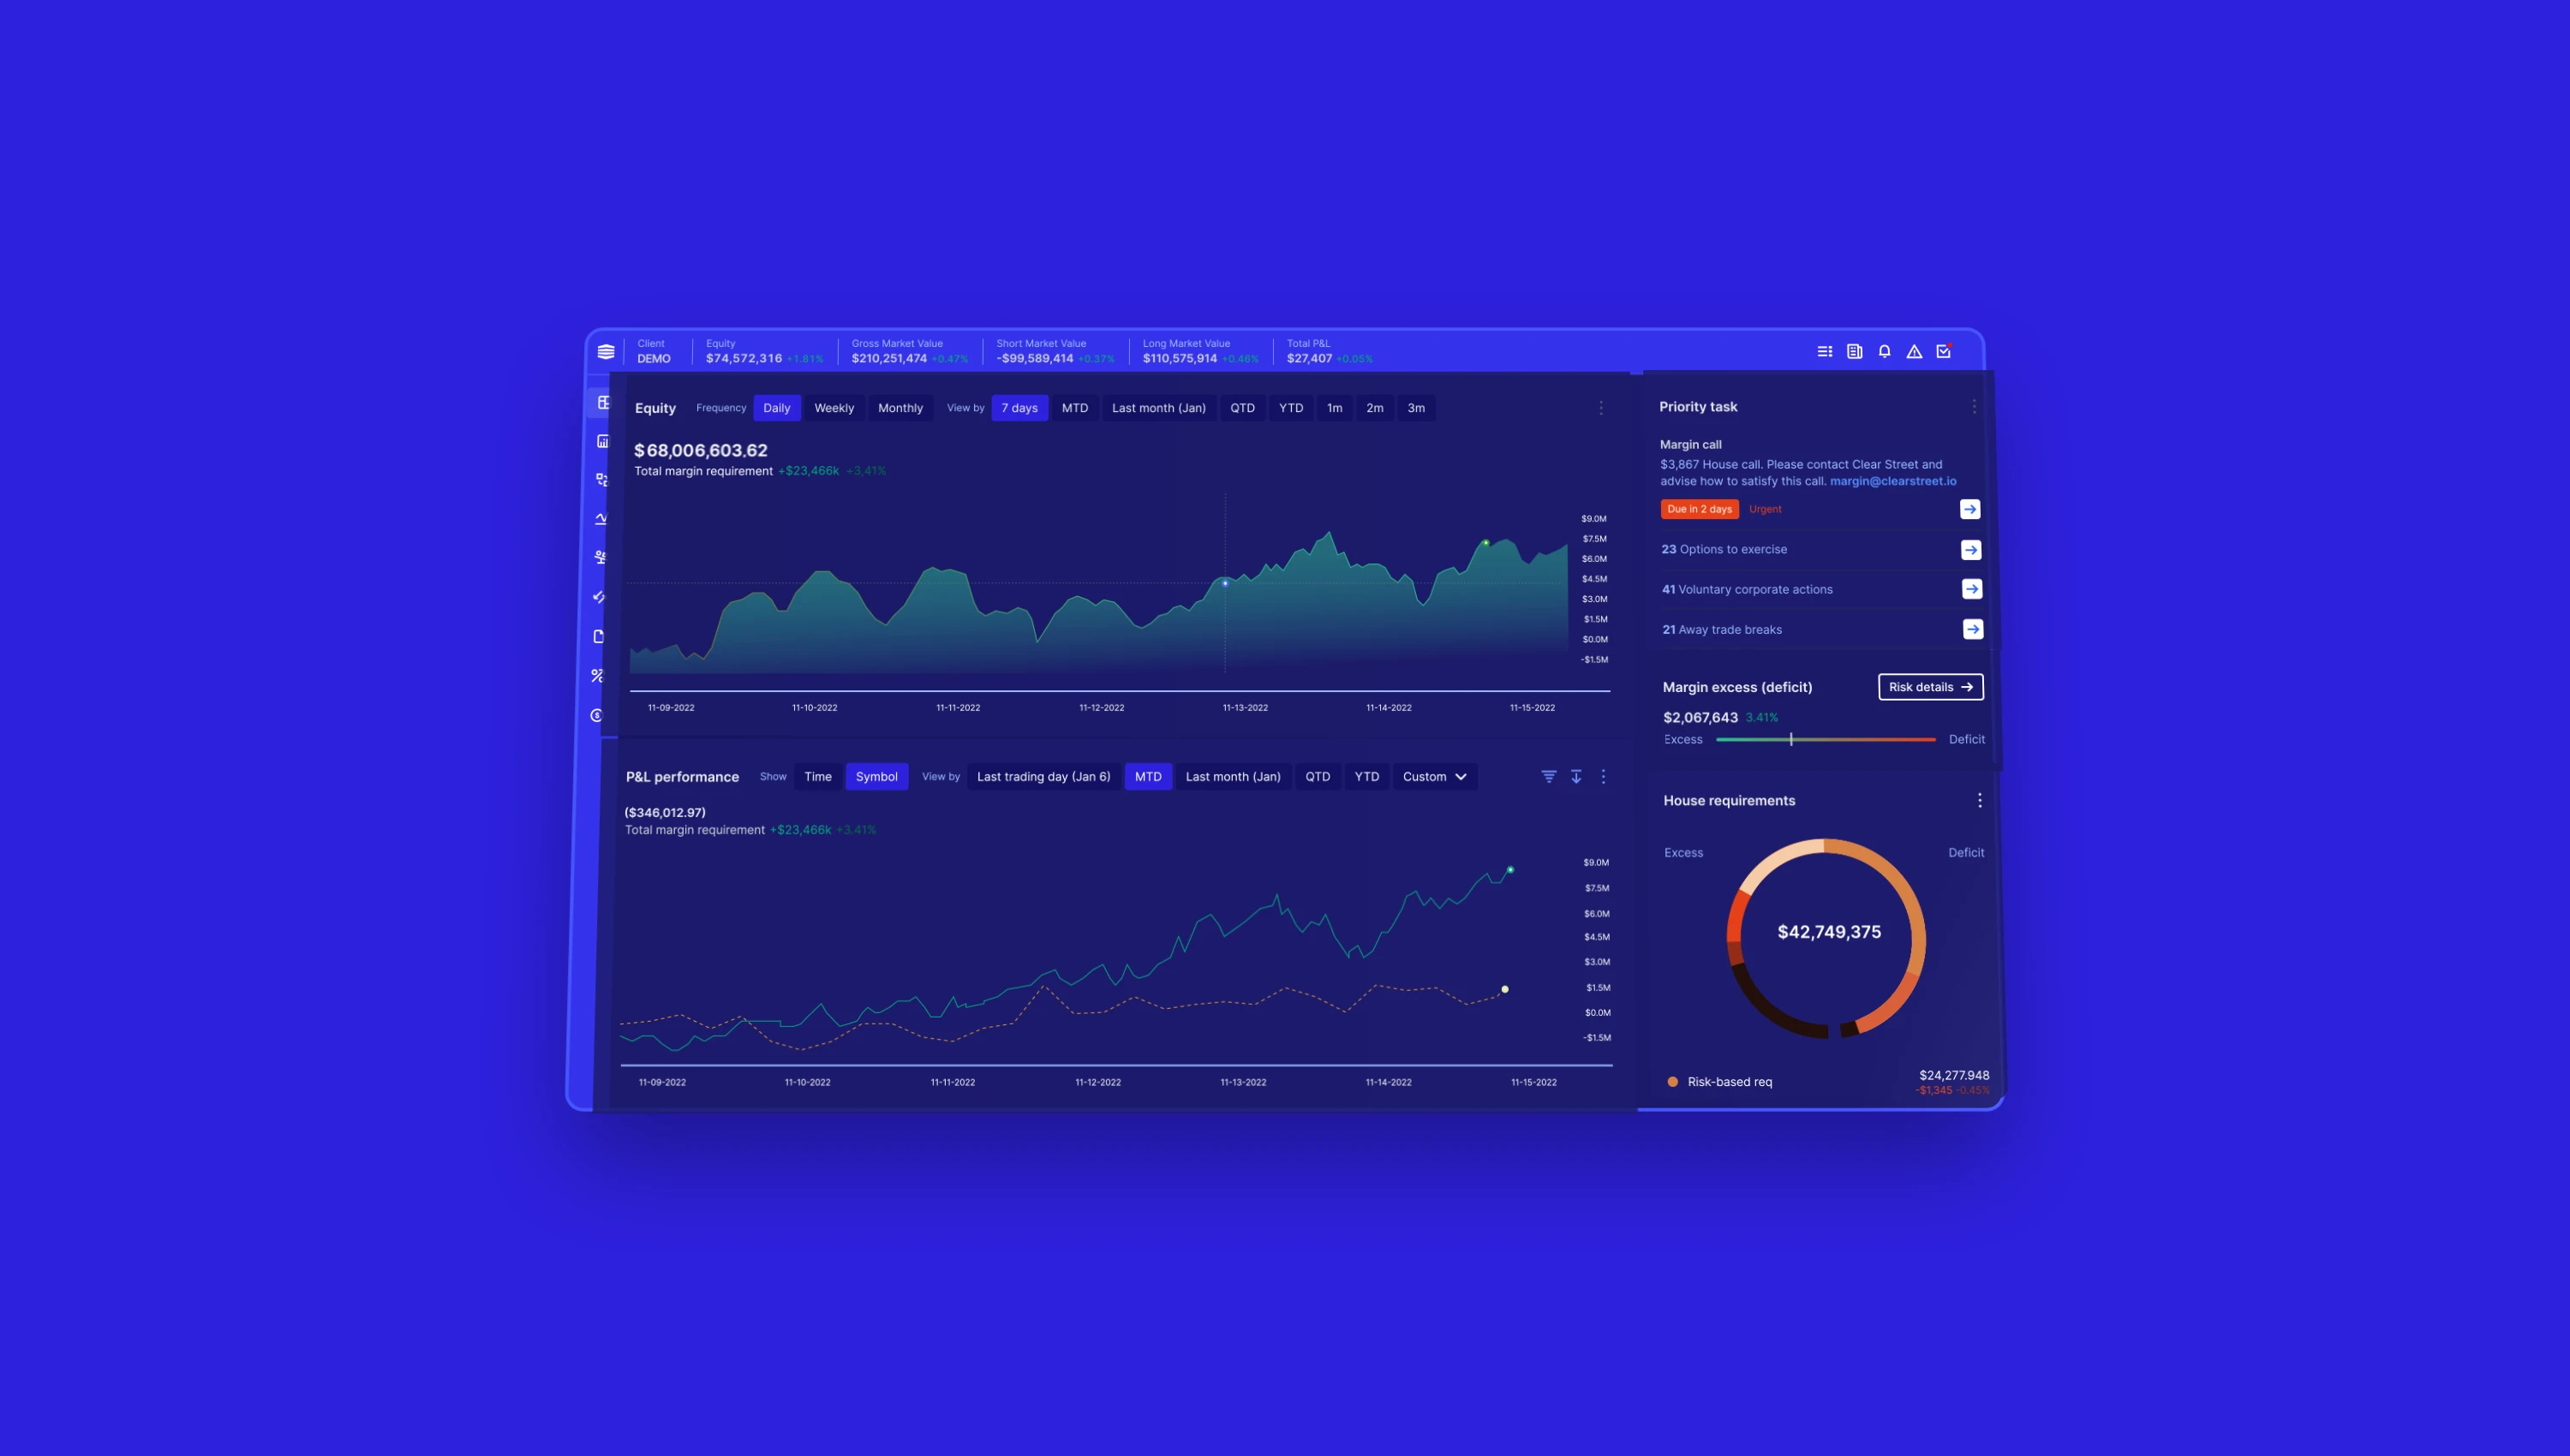 Client
DEMO
Equity
$74,572,316 +1.81%
Gross Market Value
$210,251,474 +0.47%
Short Market Value
-$99,589,414 +0.37%
Long Market Value
$110,575,914 +0.46%
Total P&L
$27,407 +0.05%
Equity Frequency Daily Weekly Monthly View by 7 days MTD Last month (Jan) QTD YTD 1m 2m 3m
$68,006,603.62
Total margin requirement +$23,466k +3,41%
$9.0M
$7.5M
$6.0M
$4.5M
$3.0M
$1.5M
$0.0M
-$1.5M
11-09-2022 11-10-2022 11-11-2022 11-12-2022 11-13-2022 11-14-2022 11-15-2022
P&L performance Show Time Symbol View by Last trading day (Jan 6) MTD Last month (Jan) QTD YTD Custom
($346,012.97)
Total margin requirement +$23,466k +3.41%
$9.0M
$7.5M
$6.0M
$4.5M
$3.0M
$1.5M
$0.0M
-$1.5M
11-09-2022 11-10-2022 11-11-2022 11-12-2022 11-13-2022 11-14-2022 11-15-2022
Priority task
Margin call
$3,867 House call. Please contact Clear Street and
advise how to satisfy this call. margin@clearstreet.io
Due in 2 days Urgent
23 Options to exercise
41 Voluntary corporate actions
21 Away trade breaks
Margin excess (deficit) Risk details
$2,067,643 3.41%
Excess Deficit
House requirements
Excess Deficit
$42,749,375
Risk-based req $24,277.948
-$1,345 -0.45%